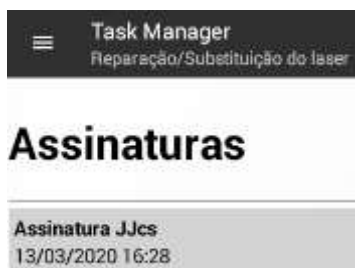 Task Manager
Reparação/Substituição do laser
Assinaturas
Assinatura JJcs
13/03/2020 16:28